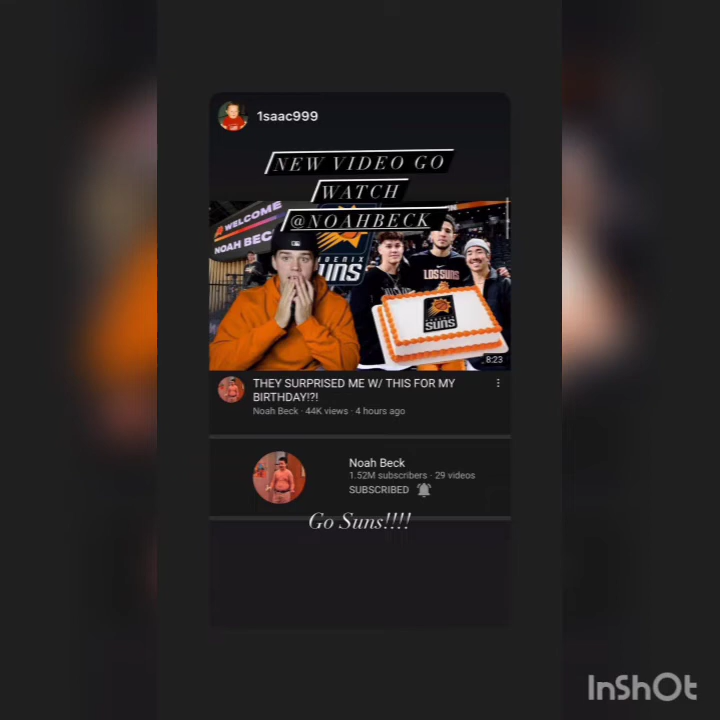 1saac999
NEW VIDEO GO
WATCH
@NOAHBECK
WELCOME
NOAH BEC
PHOENIX
SUNS
LOS SUNS
SUNS
8:23
THEY SURPRISED ME W/ THIS FOR MY
BIRTHDAY!?!
Noah Beck · 44K views · 4 hours ago
Noah Beck
1.52M subscribers · 29 videos
SUBSCRIBED
Go Suns!!!!
InShOt